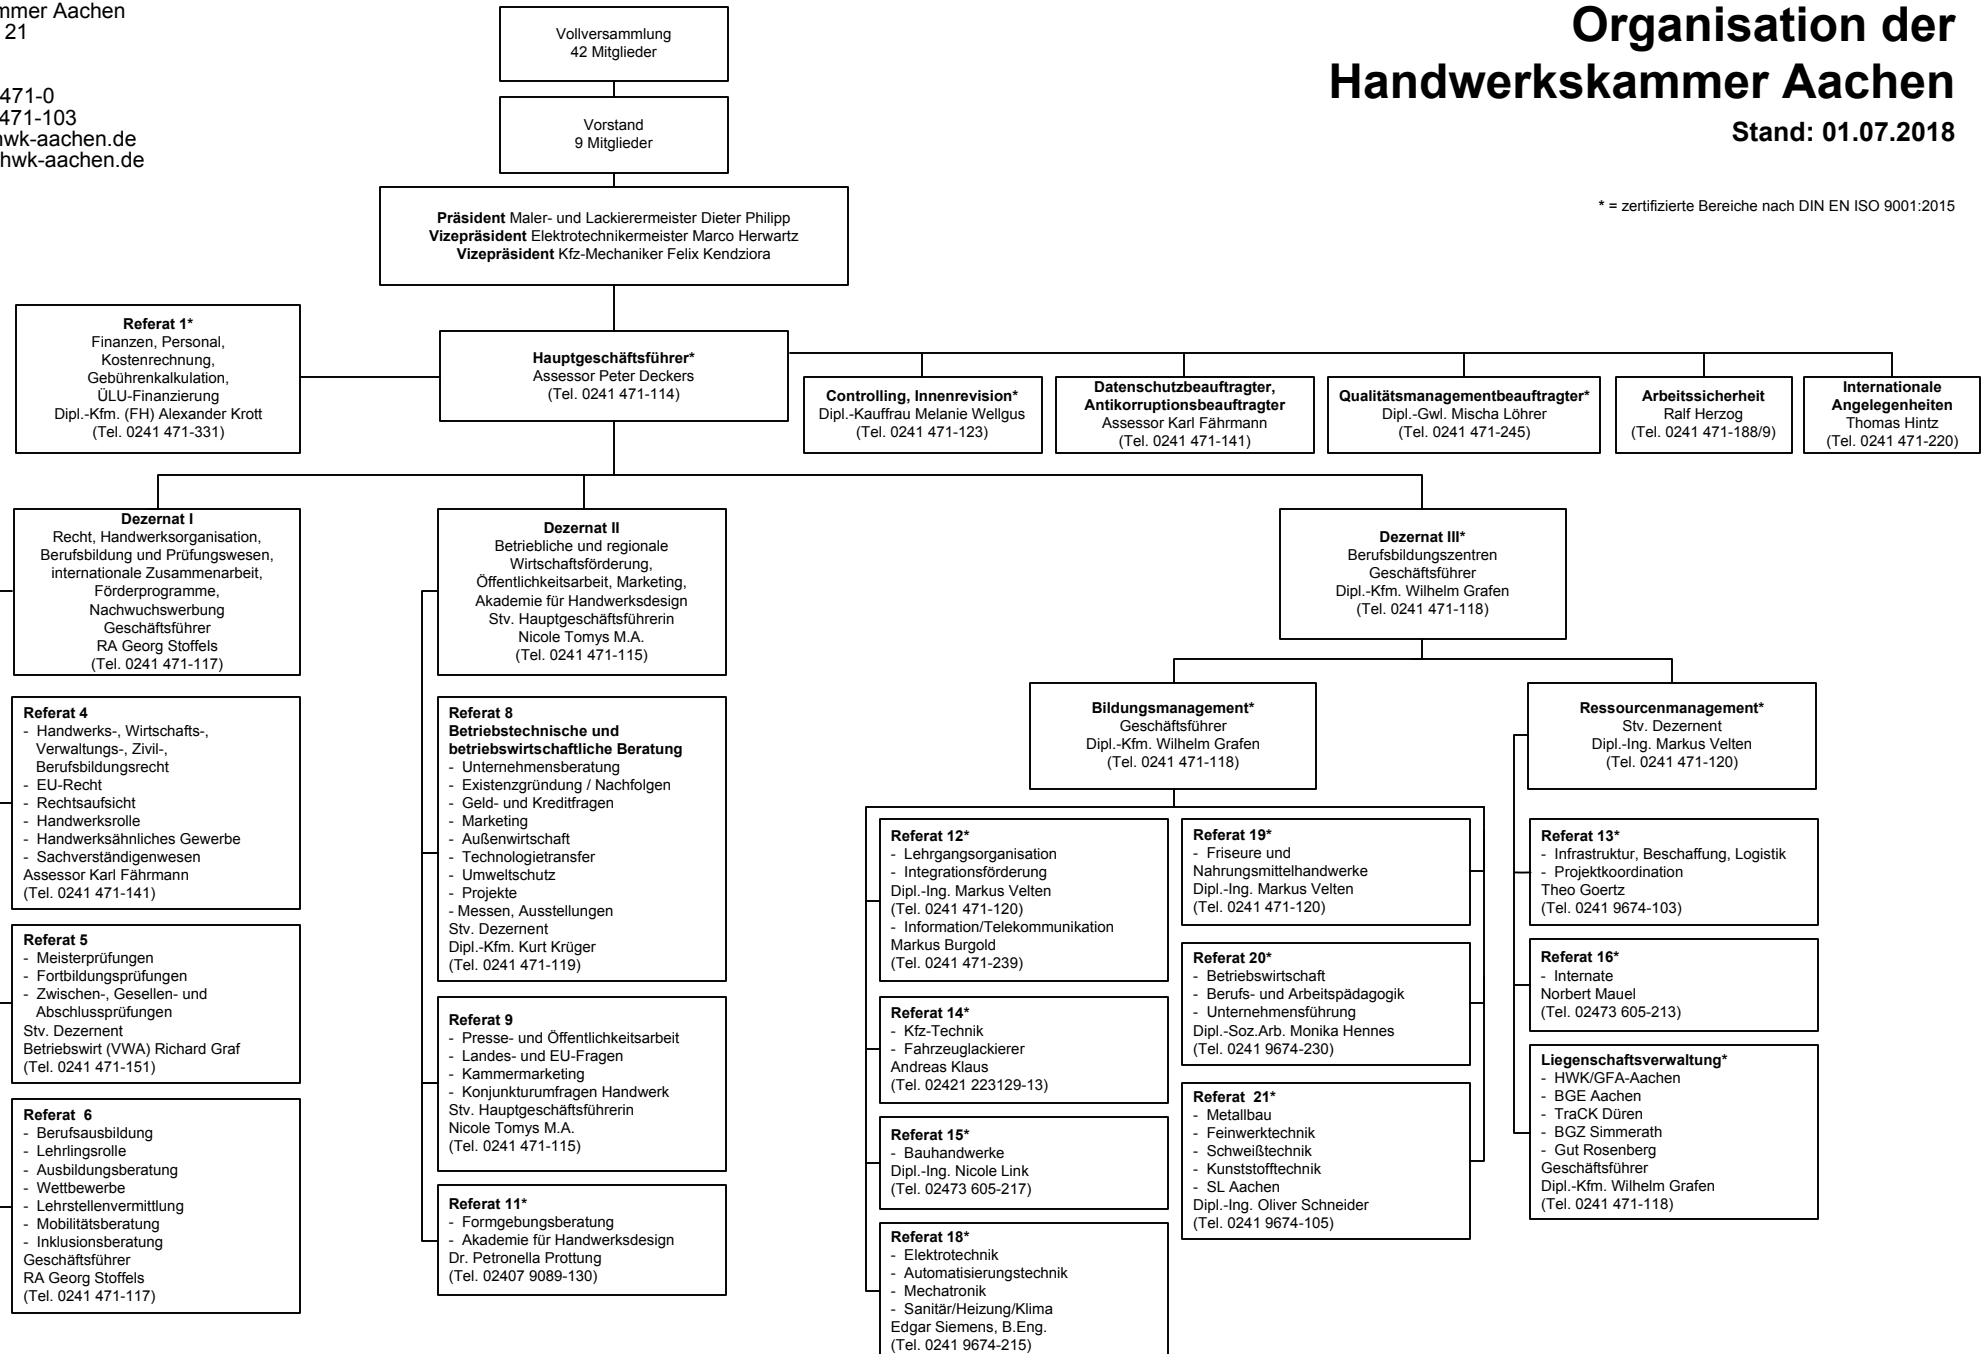 mmer Aachen
21
471-0
471-103
hwk-aachen.de
hwk-aachen.de
Organisation der
Handwerkskammer Aachen
Stand: 01.07.2018
* = zertifizierte Bereiche nach DIN EN ISO 9001:2015
Vollversammlung
42 Mitglieder
Vorstand
9 Mitglieder
Präsident Maler- und Lackierermeister Dieter Philipp
Vizepräsident Elektrotechnikermeister Marco Herwartz
Vizepräsident Kfz-Mechaniker Felix Kendziora
Referat 1*
Finanzen, Personal,
Kostenrechnung,
Gebührenkalkulation,
ÜLU-Finanzierung
Dipl.-Kfm. (FH) Alexander Krott
(Tel. 0241 471-331)
Hauptgeschäftsführer*
Assessor Peter Deckers
(Tel. 0241 471-114)
Controlling, Innenrevision*
Dipl.-Kauffrau Melanie Wellgus
(Tel. 0241 471-123)
Datenschutzbeauftragter,
Antikorruptionsbeauftragter
Assessor Karl Fährmann
(Tel. 0241 471-141)
Qualitätsmanagementbeauftragter*
Dipl.-Gwl. Mischa Löhrer
(Tel. 0241 471-245)
Arbeitssicherheit
Ralf Herzog
(Tel. 0241 471-188/9)
Internationale
Angelegenheiten
Thomas Hintz
(Tel. 0241 471-220)
Dezernat I
Recht, Handwerksorganisation,
Berufsbildung und Prüfungswesen,
internationale Zusammenarbeit,
Förderprogramme,
Nachwuchswerbung
Geschäftsführer
RA Georg Stoffels
(Tel. 0241 471-117)
Referat 4
- Handwerks-, Wirtschafts-,
Verwaltungs-, Zivil-,
Berufsbildungsrecht
- EU-Recht
- Rechtsaufsicht
- Handwerksrolle
- Handwerksähnliches Gewerbe
- Sachverständigenwesen
Assessor Karl Fährmann
(Tel. 0241 471-141)
Referat 5
- Meisterprüfungen
- Fortbildungsprüfungen
- Zwischen-, Gesellen- und
Abschlussprüfungen
Stv. Dezernent
Betriebswirt (VWA) Richard Graf
(Tel. 0241 471-151)
Referat 6
- Berufsausbildung
- Lehrlingsrolle
- Ausbildungsberatung
- Wettbewerbe
- Lehrstellenvermittlung
- Mobilitätsberatung
- Inklusionsberatung
Geschäftsführer
RA Georg Stoffels
(Tel. 0241 471-117)
Dezernat II
Betriebliche und regionale
Wirtschaftsförderung,
Öffentlichkeitsarbeit, Marketing,
Akademie für Handwerksdesign
Stv. Hauptgeschäftsführerin
Nicole Tomys M.A.
(Tel. 0241 471-115)
Referat 8
Betriebstechnische und
betriebswirtschaftliche Beratung
- Unternehmensberatung
- Existenzgründung / Nachfolgen
- Geld- und Kreditfragen
- Marketing
- Außenwirtschaft
- Technologietransfer
- Umweltschutz
- Projekte
- Messen, Ausstellungen
Stv. Dezernent
Dipl.-Kfm. Kurt Krüger
(Tel. 0241 471-119)
Referat 9
- Presse- und Öffentlichkeitsarbeit
- Landes- und EU-Fragen
- Kammermarketing
- Konjunkturumfragen Handwerk
Stv. Hauptgeschäftsführerin
Nicole Tomys M.A.
(Tel. 0241 471-115)
Referat 11*
- Formgebungsberatung
- Akademie für Handwerksdesign
Dr. Petronella Prottung
(Tel. 02407 9089-130)
Dezernat III*
Berufsbildungszentren
Geschäftsführer
Dipl.-Kfm. Wilhelm Grafen
(Tel. 0241 471-118)
Bildungsmanagement*
Geschäftsführer
Dipl.-Kfm. Wilhelm Grafen
(Tel. 0241 471-118)
Referat 12*
- Lehrgangsorganisation
- Integrationsförderung
Dipl.-Ing. Markus Velten
(Tel. 0241 471-120)
- Information/Telekommunikation
Markus Burgold
(Tel. 0241 471-239)
Referat 14*
- Kfz-Technik
- Fahrzeuglackierer
Andreas Klaus
(Tel. 02421 223129-13)
Referat 15*
- Bauhandwerke
Dipl.-Ing. Nicole Link
(Tel. 02473 605-217)
Referat 18*
- Elektrotechnik
- Automatisierungstechnik
- Mechatronik
- Sanitär/Heizung/Klima
Edgar Siemens, B.Eng.
(Tel. 0241 9674-215)
Referat 19*
- Friseure und
Nahrungsmittelhandwerke
Dipl.-Ing. Markus Velten
(Tel. 0241 471-120)
Referat 20*
- Betriebswirtschaft
- Berufs- und Arbeitspädagogik
- Unternehmensführung
Dipl.-Soz.Arb. Monika Hennes
(Tel. 0241 9674-230)
Referat 21*
- Metallbau
- Feinwerktechnik
- Schweißtechnik
- Kunststofftechnik
- SL Aachen
Dipl.-Ing. Oliver Schneider
(Tel. 0241 9674-105)
Ressourcenmanagement*
Stv. Dezernent
Dipl.-Ing. Markus Velten
(Tel. 0241 471-120)
Referat 13*
- Infrastruktur, Beschaffung, Logistik
- Projektkoordination
Theo Goertz
(Tel. 0241 9674-103)
Referat 16*
- Internate
Norbert Mauel
(Tel. 02473 605-213)
Liegenschaftsverwaltung*
- HWK/GFA-Aachen
- BGE Aachen
- TraCK Düren
- BGZ Simmerath
- Gut Rosenberg
Geschäftsführer
Dipl.-Kfm. Wilhelm Grafen
(Tel. 0241 471-118)